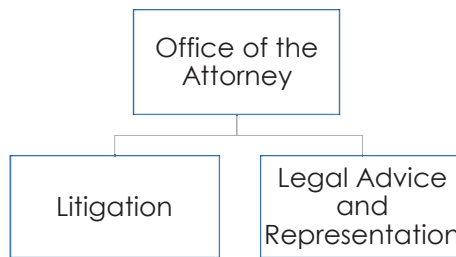 Office of the
Attorney
Litigation
Legal Advice
and
Representation